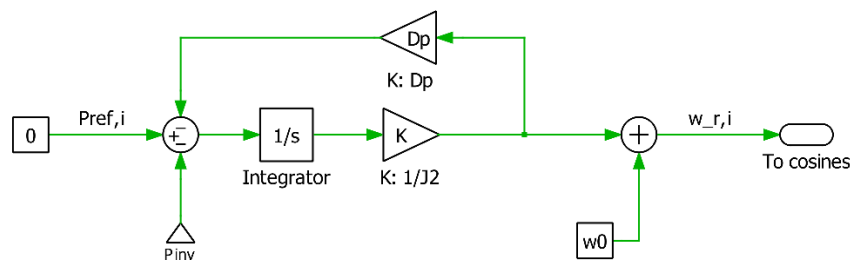 Dp
K: Dp
Pref,i
w_r,i
0
1/s
K
To cosines
Integrator
K: 1/J2
w0
Pinv